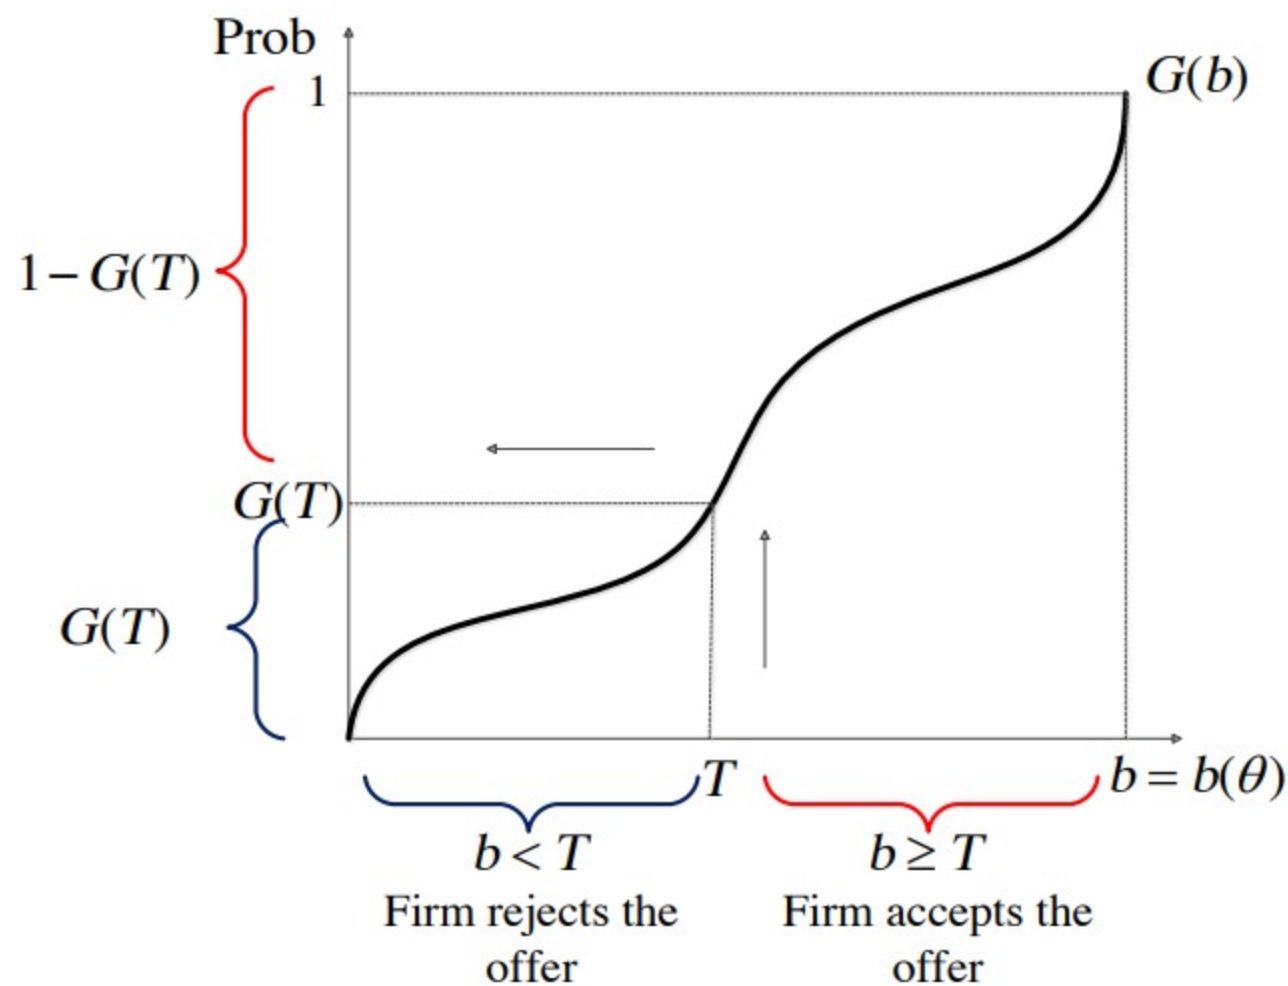 Prob
G(b)
1
1 − G(T)
G(T)
G(T)
T
b = b(θ)
b < T
Firm rejects the
offer
b ≥ T
Firm accepts the
offer